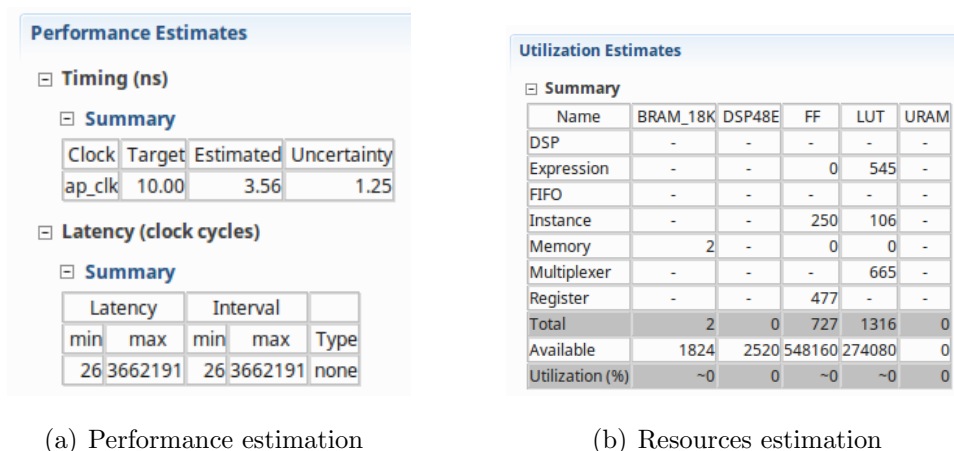 Performance Estimates
Timing (ns)
Summary
Clock Target Estimated Uncertainty
ap_clk 10.00 3.56 1.25
Latency (clock cycles)
Summary
Latency Interval
min max min max Type
26 3662191 26 3662191 none
(a) Performance estimation
Utilization Estimates
Summary
Name BRAM_18K DSP48E FF LUT URAM
DSP - - - - -
Expression - - 0 545 -
FIFO - - - - -
Instance - - 250 106 -
Memory 2 - 0 0 -
Multiplexer - - - 665 -
Register - - 477 - -
Total 2 0 727 1316 0
Available 1824 2520 548160 274080 0
Utilization (%) ~0 0 ~0 ~0 0
(b) Resources estimation